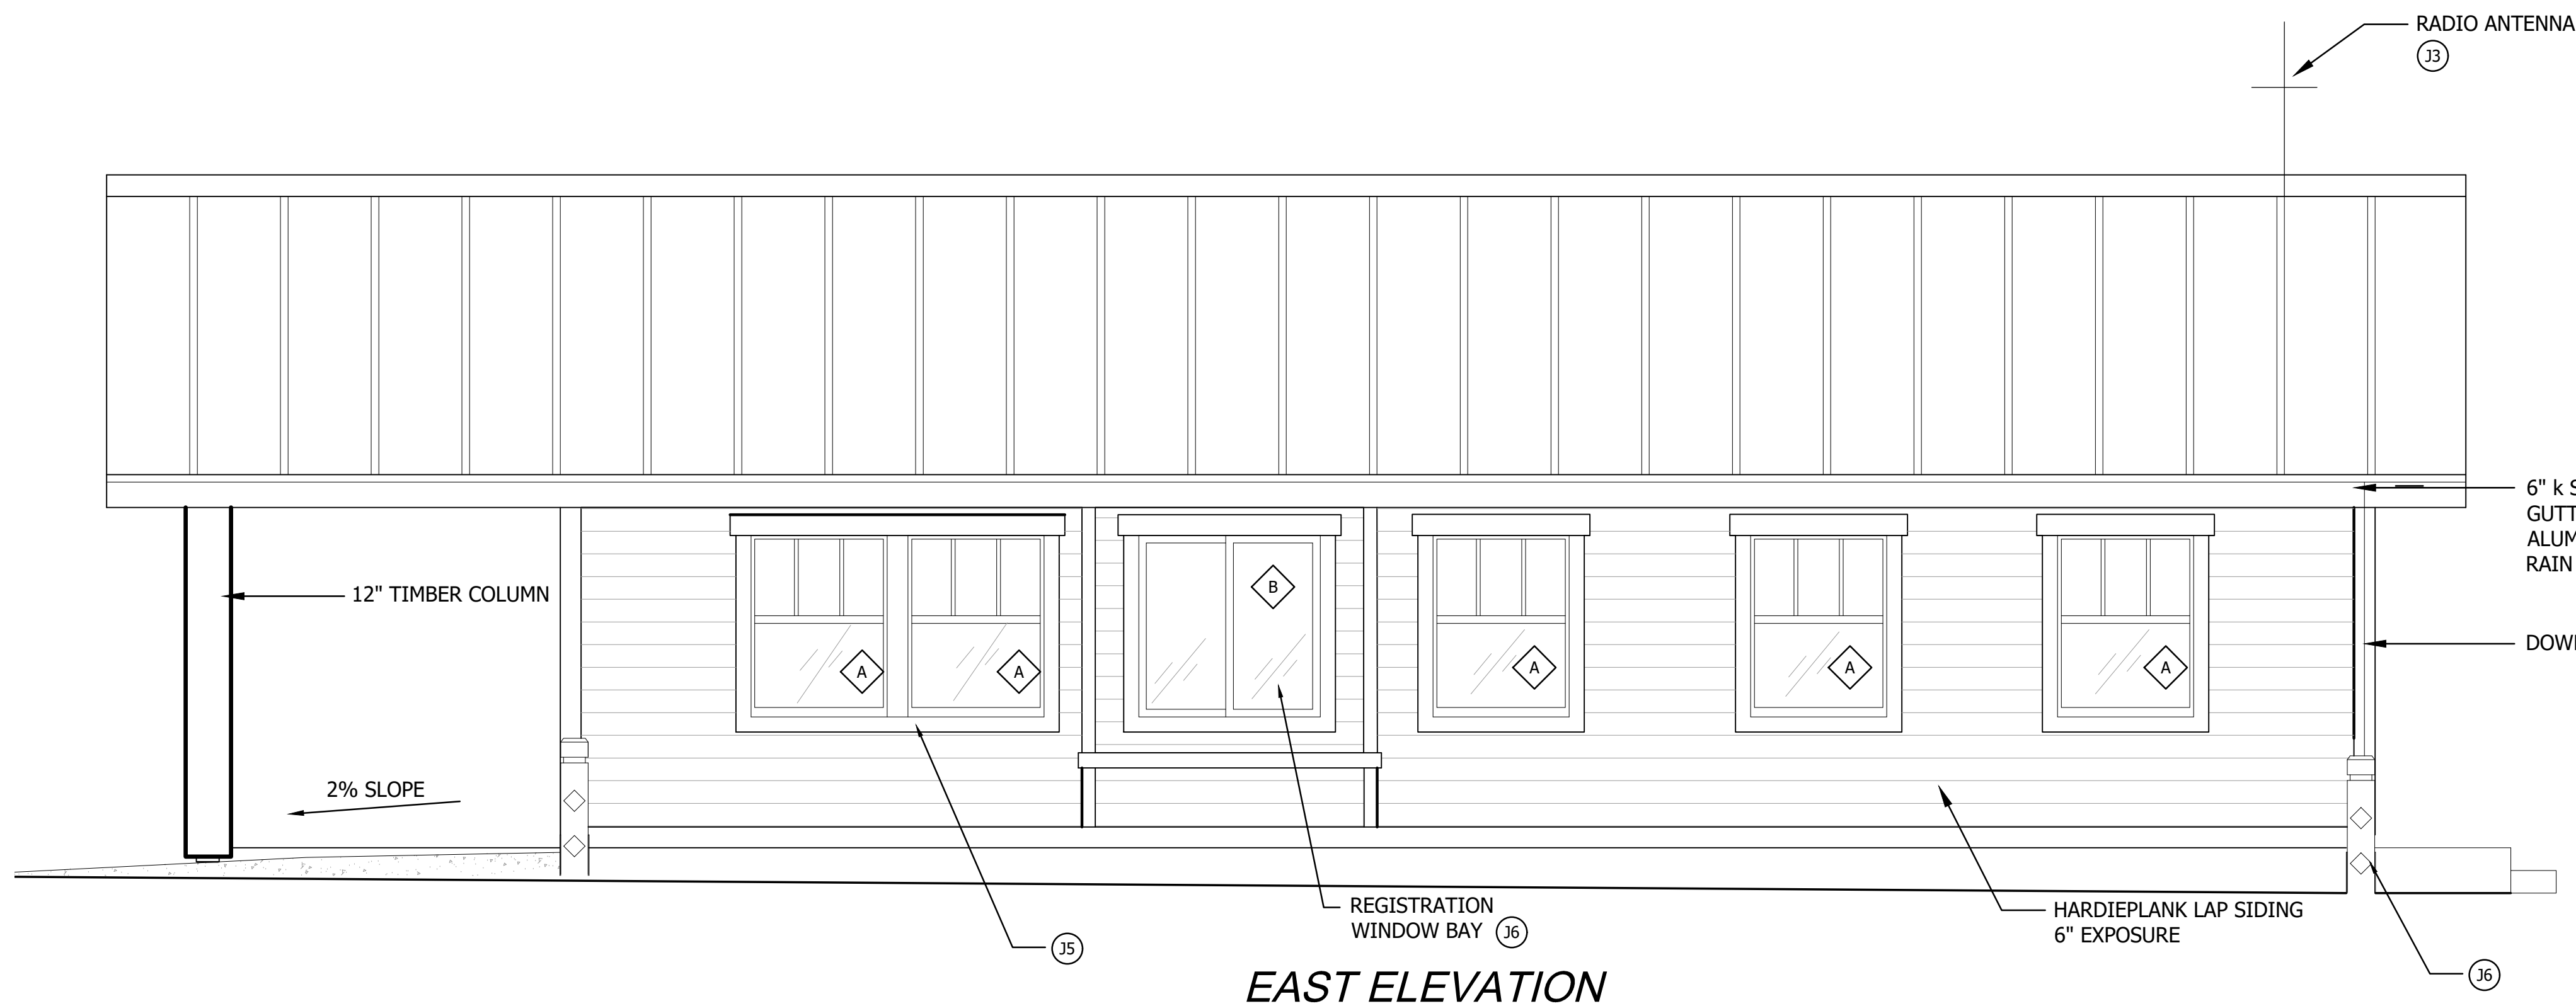 RADIO ANTENNA
J3
6" k
GUTT
ALUM
RAIN
12" TIMBER COLUMN
B
A
A
A
A
A
2% SLOPE
REGISTRATION
WINDOW BAY J6
HARDIEPLANK LAP SIDING
6" EXPOSURE
J5
J6
EAST ELEVATION